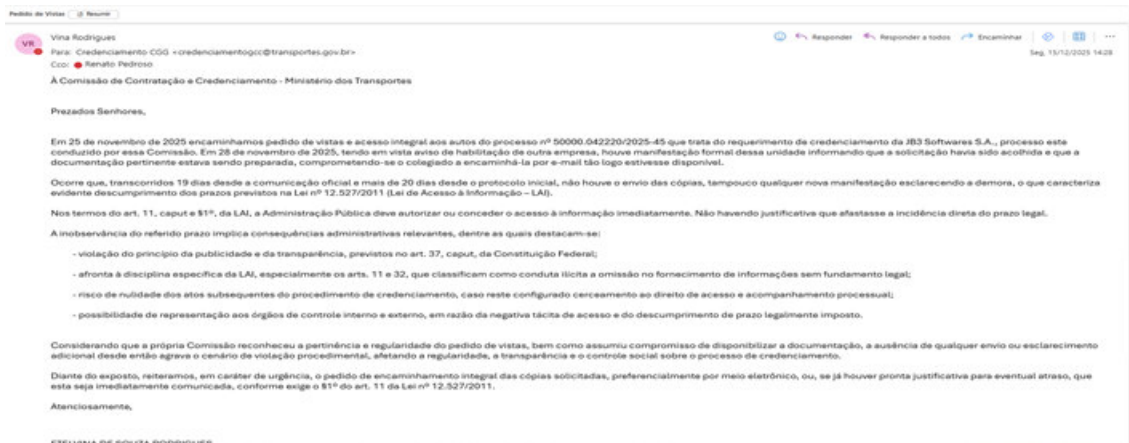 Pedido de Vistas Resumir
VR
Vina Rodrigues
Responder Responder a todos Encaminhar
Para: Credenciamento CGG <credenciamentogcc@transportes.gov.br>
Seg, 15/12/2025 14:28
Cco: Renato Pedroso
À Comissão de Contratação e Credenciamento - Ministério dos Transportes
Prezados Senhores,
Em 25 de novembro de 2025 encaminhamos pedido de vistas e acesso integral aos autos do processo nº 50000.042220/2025-45 que trata do requerimento de credenciamento da JB3 Softwares S.A., processo este
conduzido por essa Comissão. Em 28 de novembro de 2025, tendo em vista aviso de habilitação de outra empresa, houve manifestação formal dessa unidade informando que a solicitação havia sido acolhida e que a
documentação pertinente estava sendo preparada, comprometendo-se o colegiado a encaminhá-la por e-mail tão logo estivesse disponível.
Ocorre que, transcorridos 19 dias desde a comunicação oficial e mais de 20 dias desde o protocolo inicial, não houve o envio das cópias, tampouco qualquer nova manifestação esclarecendo a demora, o que caracteriza
evidente descumprimento dos prazos previstos na Lei nº 12.527/2011 (Lei de Acesso à Informação – LAI).
Nos termos do art. 11, caput e §1º, da LAI, a Administração Pública deve autorizar ou conceder o acesso à informação imediatamente. Não havendo justificativa que afastasse a incidência direta do prazo legal.
A inobservância do referido prazo implica consequências administrativas relevantes, dentre as quais destacam-se:
- violação do princípio da publicidade e da transparência, previstos no art. 37, caput, da Constituição Federal;
- afronta à disciplina específica da LAI, especialmente os arts. 11 e 32, que classificam como conduta ilícita a omissão no fornecimento de informações sem fundamento legal;
- risco de nulidade dos atos subsequentes do procedimento de credenciamento, caso reste configurado cerceamento ao direito de acesso e acompanhamento processual;
- possibilidade de representação aos órgãos de controle interno e externo, em razão da negativa tácita de acesso e do descumprimento de prazo legalmente imposto.
Considerando que a própria Comissão reconheceu a pertinência e regularidade do pedido de vistas, bem como assumiu compromisso de disponibilizar a documentação, a ausência de qualquer envio ou esclarecimento
adicional desde então agrava o cenário de violação procedimental, afetando a regularidade, a transparência e o controle social sobre o processo de credenciamento.
Diante do exposto, reiteramos, em caráter de urgência, o pedido de encaminhamento integral das cópias solicitadas, preferencialmente por meio eletrônico, ou, se já houver pronta justificativa para eventual atraso, que
esta seja imediatamente comunicada, conforme exige o §1º do art. 11 da Lei nº 12.527/2011.
Atenciosamente,